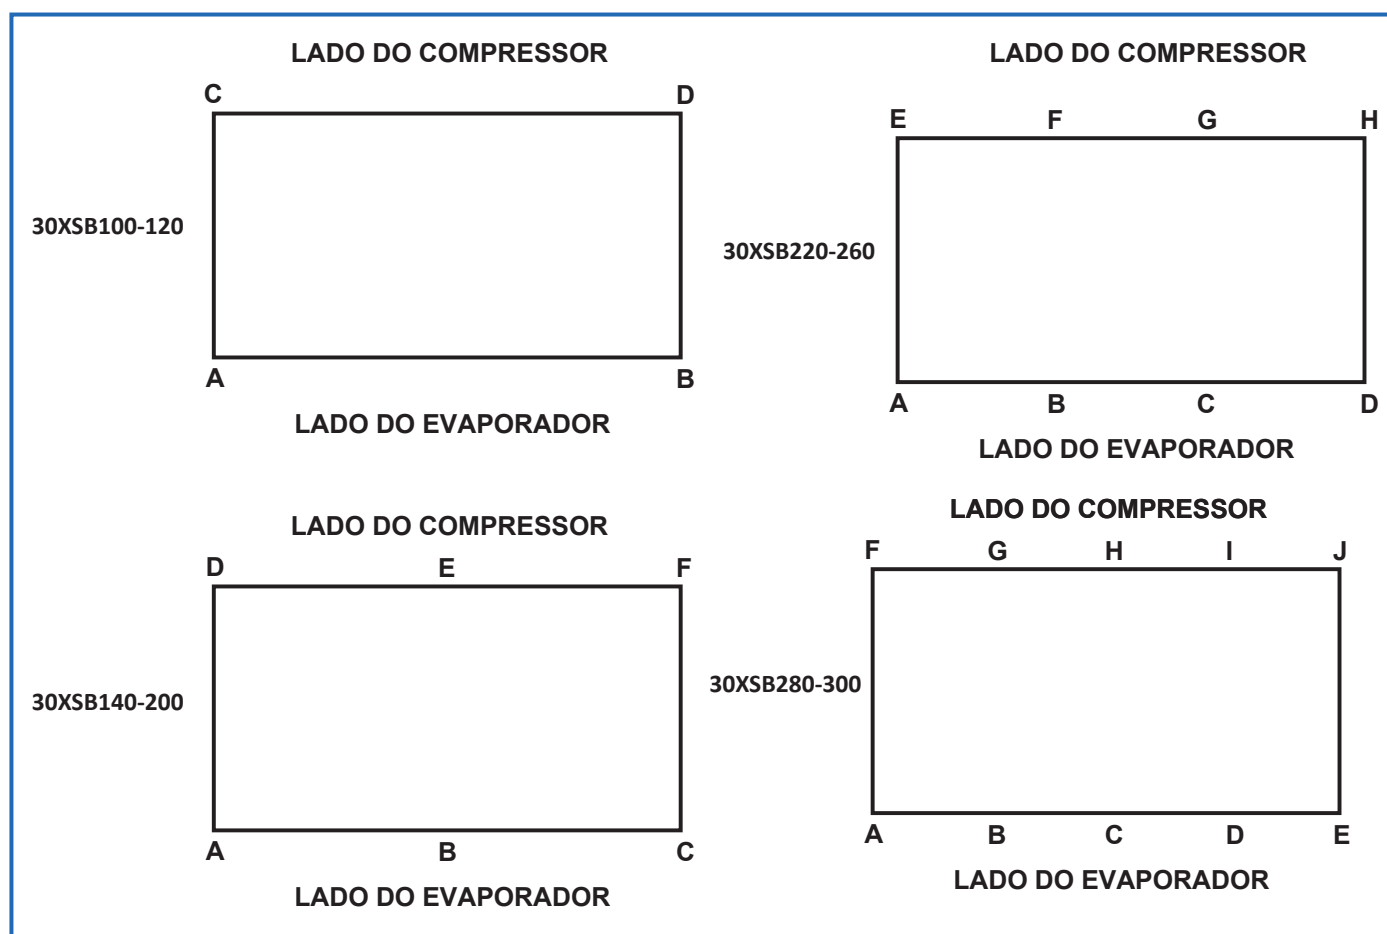 LADO DO COMPRESSOR
C D
30XSB100-120
A B
LADO DO EVAPORADOR
LADO DO COMPRESSOR
E F G H
30XSB220-260
A B C D
LADO DO EVAPORADOR
LADO DO COMPRESSOR
D E F
30XSB140-200
A B C
LADO DO EVAPORADOR
LADO DO COMPRESSOR
F G H I J
30XSB280-300
A B C D E
LADO DO EVAPORADOR